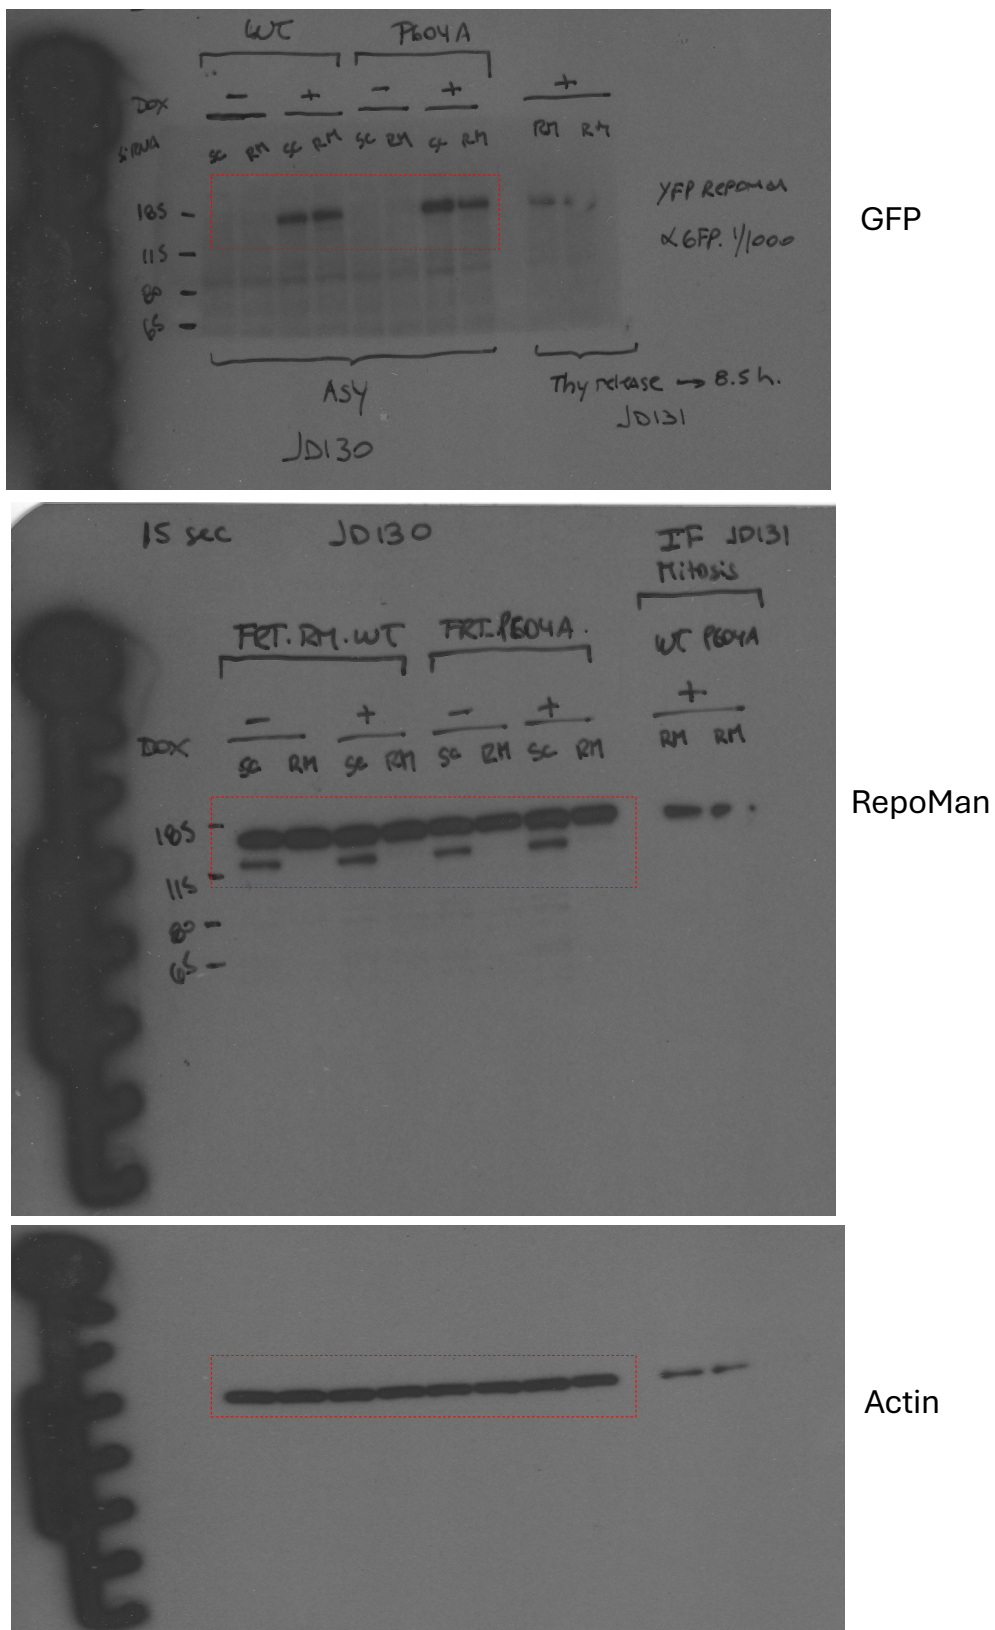 WT P604A
DOX - + - + +
siRNA SC RM SC RM SC RM SC RM RM RM
185 -
115 -
80 -
65 -
YFP RepoMan
α GFP. 1/1000
GFP
Asy
JD130
Thy release → 8.5 h.
JD131
15 sec JD130 IF JD131
Mitosis
FRT.RM.WT FRT-P604A. WT P604A
DOX - + - + +
SC RM SC RM SC RM SC RM RM RM
RepoMan
185 -
115 -
80 -
65 -
Actin